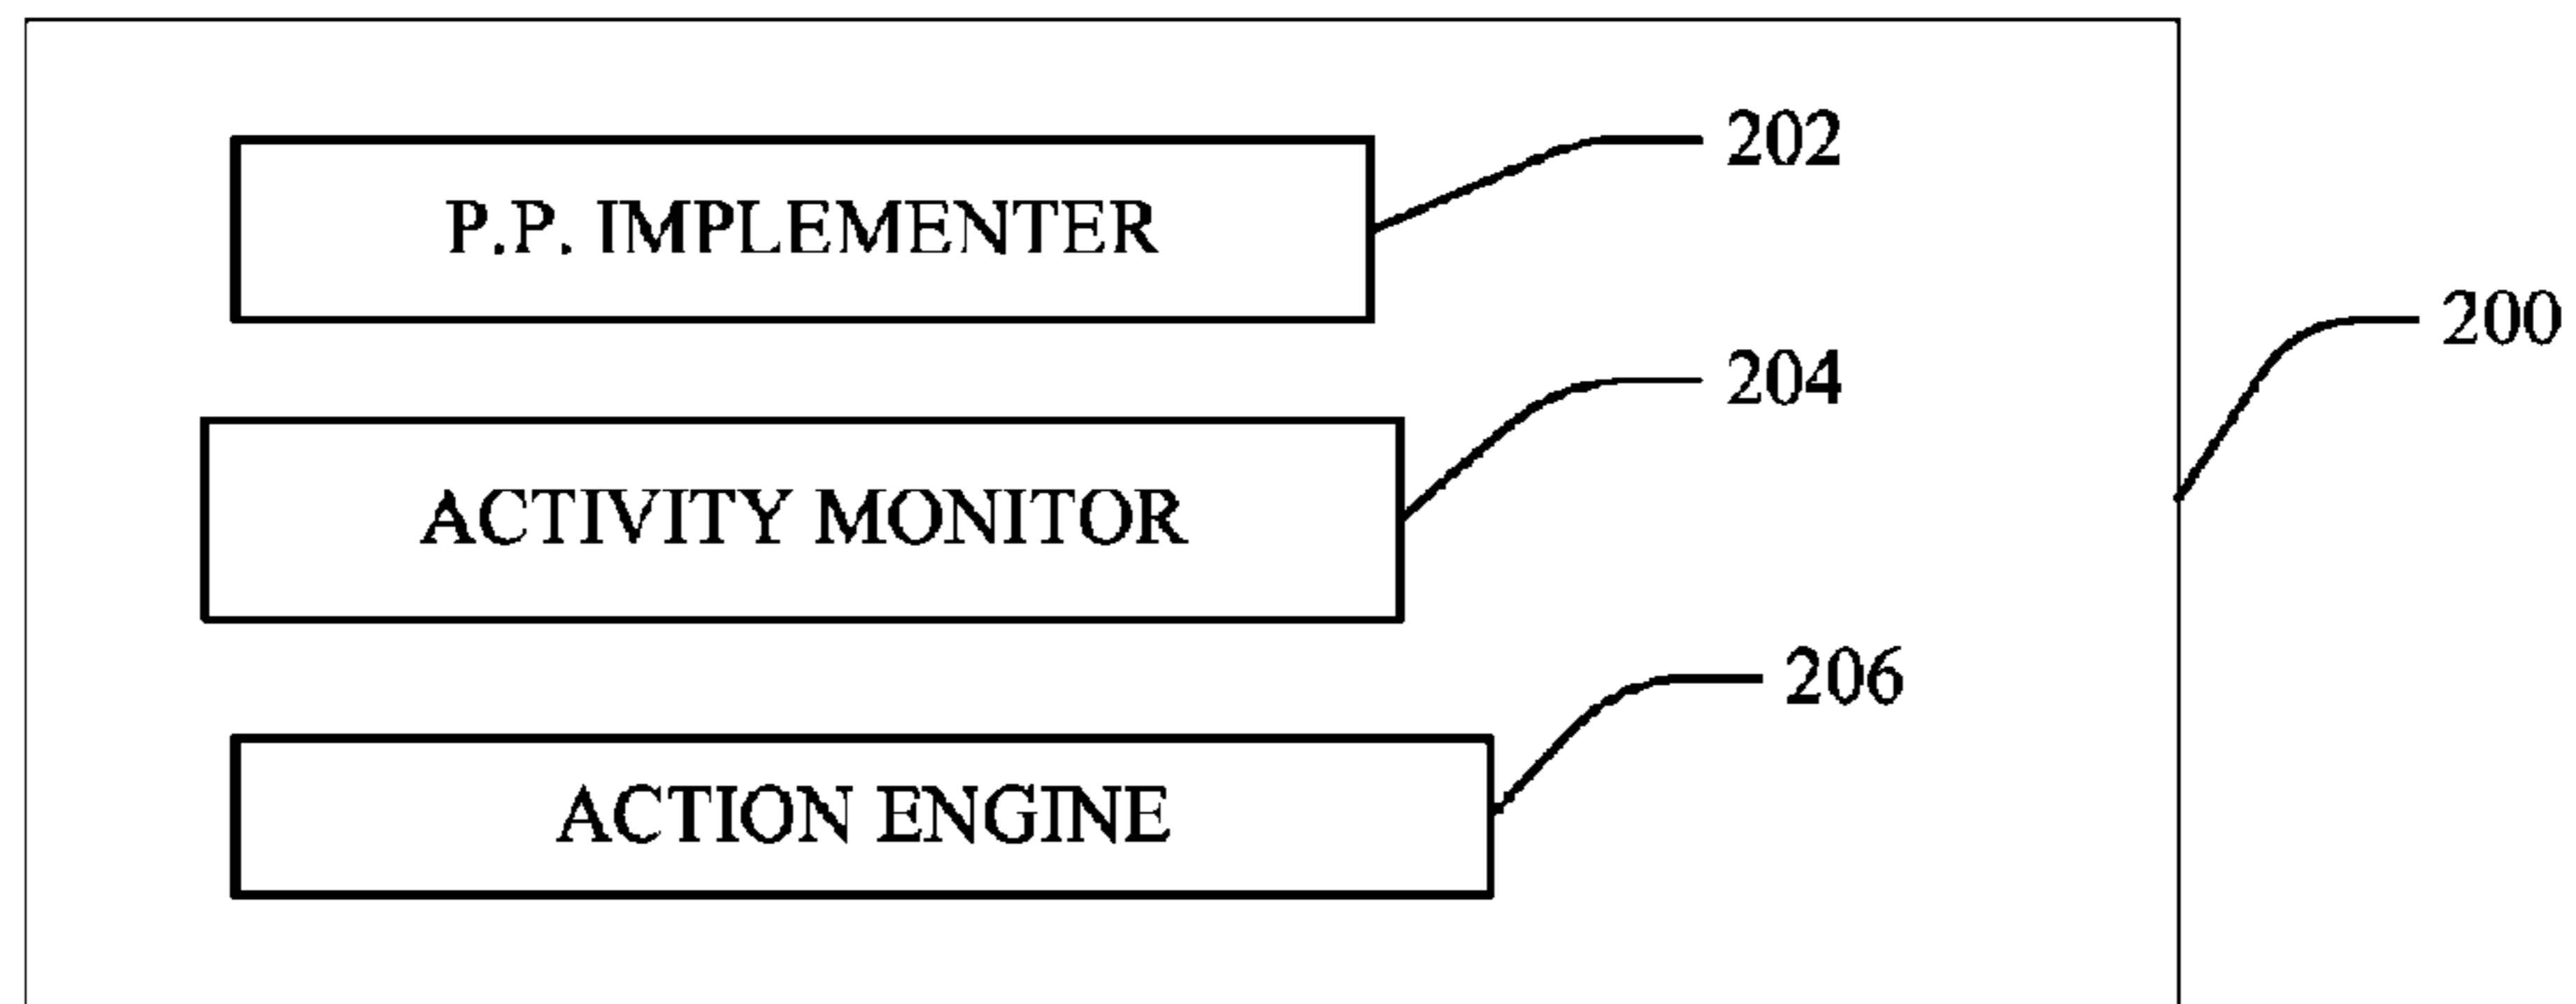 202
P.P. IMPLEMENTER
200
204
ACTIVITY MONITOR
206
ACTION ENGINE